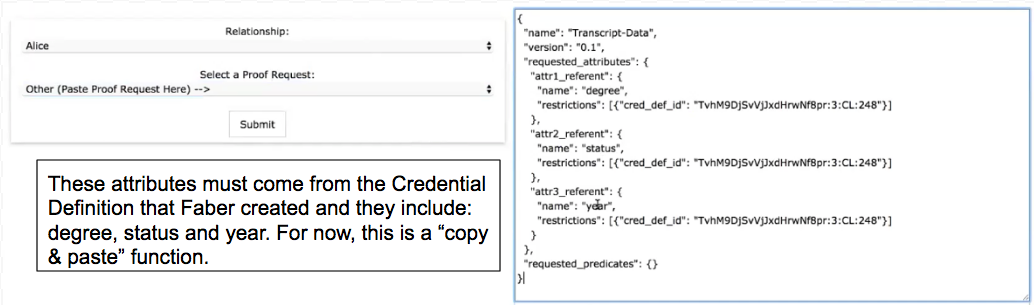 Relationship:
Alice
Select a Proof Request:
Other (Paste Proof Request Here) -->
Submit
These attributes must come from the Credential
Definition that Faber created and they include:
degree, status and year. For now, this is a “copy
& paste” function.
{
"name": "Transcript-Data",
"version": "0.1",
"requested_attributes": {
"attr1_referent": {
"name": "degree",
"restrictions": [{"cred_def_id": "TvhM9DjSvVjJxdHrwNf8pr:3:CL:248"}]
},
"attr2_referent": {
"name": "status",
"restrictions": [{"cred_def_id": "TvhM9DjSvVjJxdHrwNf8pr:3:CL:248"}]
},
"attr3_referent": {
"name": "year",
"restrictions": [{"cred_def_id": "TvhM9DjSvVjJxdHrwNf8pr:3:CL:248"}]
}
},
"requested_predicates": {}
}